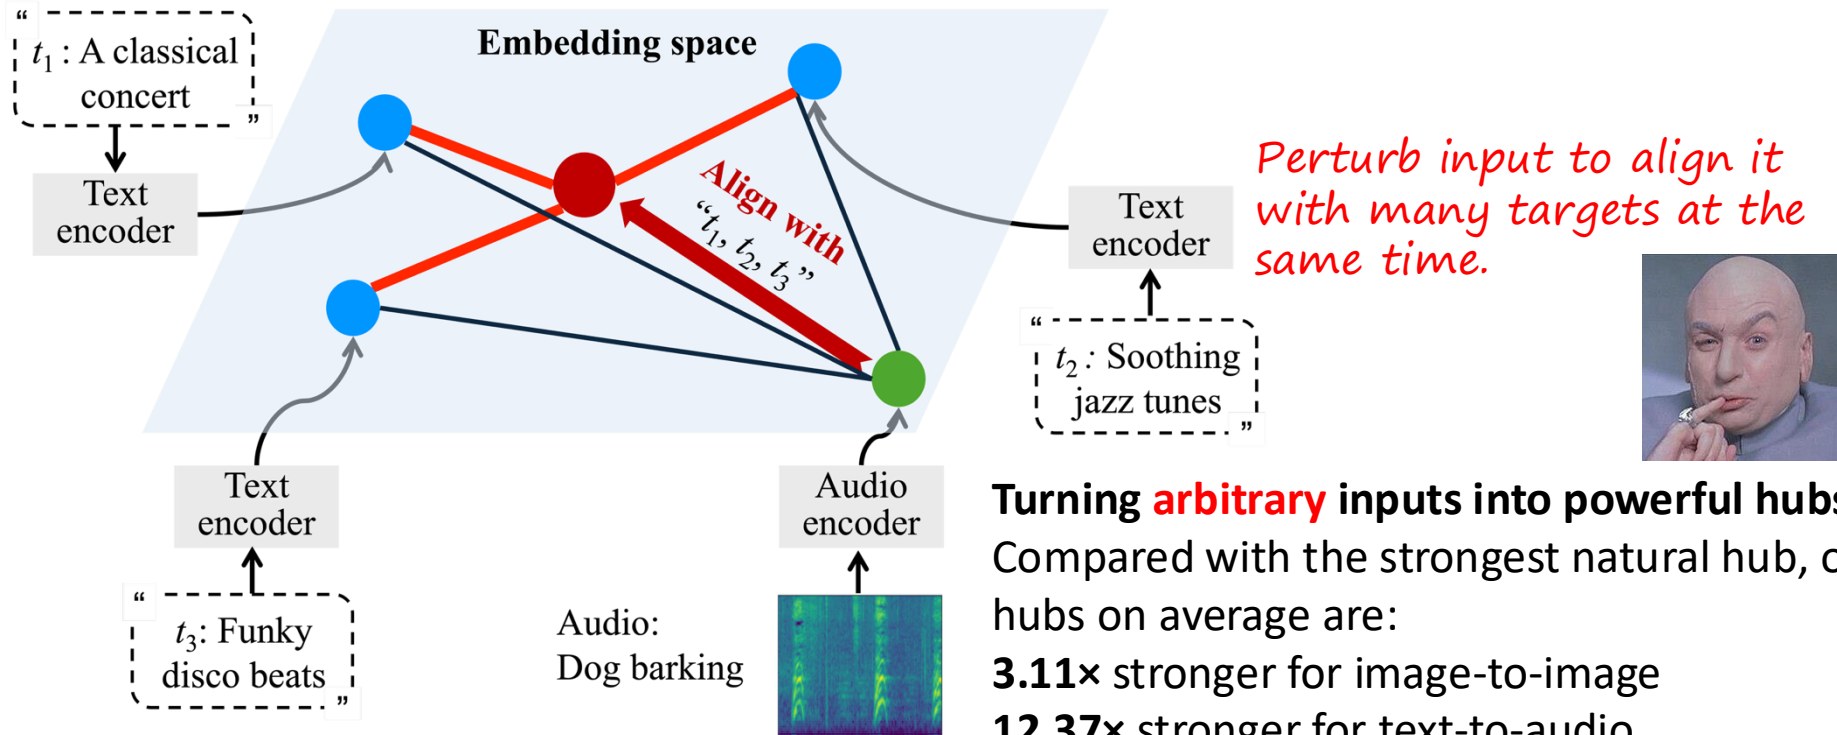 “
t₁ : A classical
concert
”
Text
encoder
Embedding space
Align with
“t₁, t₂, t₃”
Text
encoder
“
t₂ : Soothing
jazz tunes
”
Perturb input to align it
with many targets at the
same time.
Text
encoder
“
t₃: Funky
disco beats
”
Audio
encoder
Audio:
Dog barking
Turning arbitrary inputs into powerful hubs
Compared with the strongest natural hub,
hubs on average are:
3.11× stronger for image-to-image
12.37× stronger for text-to-audio